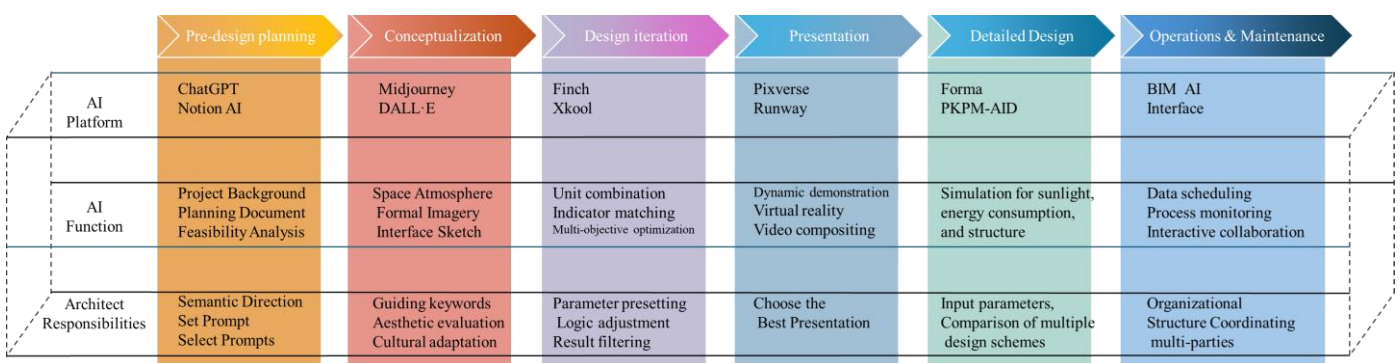 Pre-design planning
Conceptualization
Design iteration
Presentation
Detailed Design
Operations & Maintenance
AI
Platform
ChatGPT
Notion AI
Midjourney
DALL·E
Finch
Xkool
Pixverse
Runway
Forma
PKPM-AID
BIM AI
Interface
AI
Function
Project Background
Planning Document
Feasibility Analysis
Space Atmosphere
Formal Imagery
Interface Sketch
Unit combination
Indicator matching
Multi-objective optimization
Dynamic demonstration
Virtual reality
Video compositing
Simulation for sunlight,
energy consumption,
and structure
Data scheduling
Process monitoring
Interactive collaboration
Architect
Responsibilities
Semantic Direction
Set Prompt
Select Prompts
Guiding keywords
Aesthetic evaluation
Cultural adaptation
Parameter presetting
Logic adjustment
Result filtering
Choose the
Best Presentation
Input parameters,
Comparison of multiple
design schemes
Organizational
Structure Coordinating
multi-parties